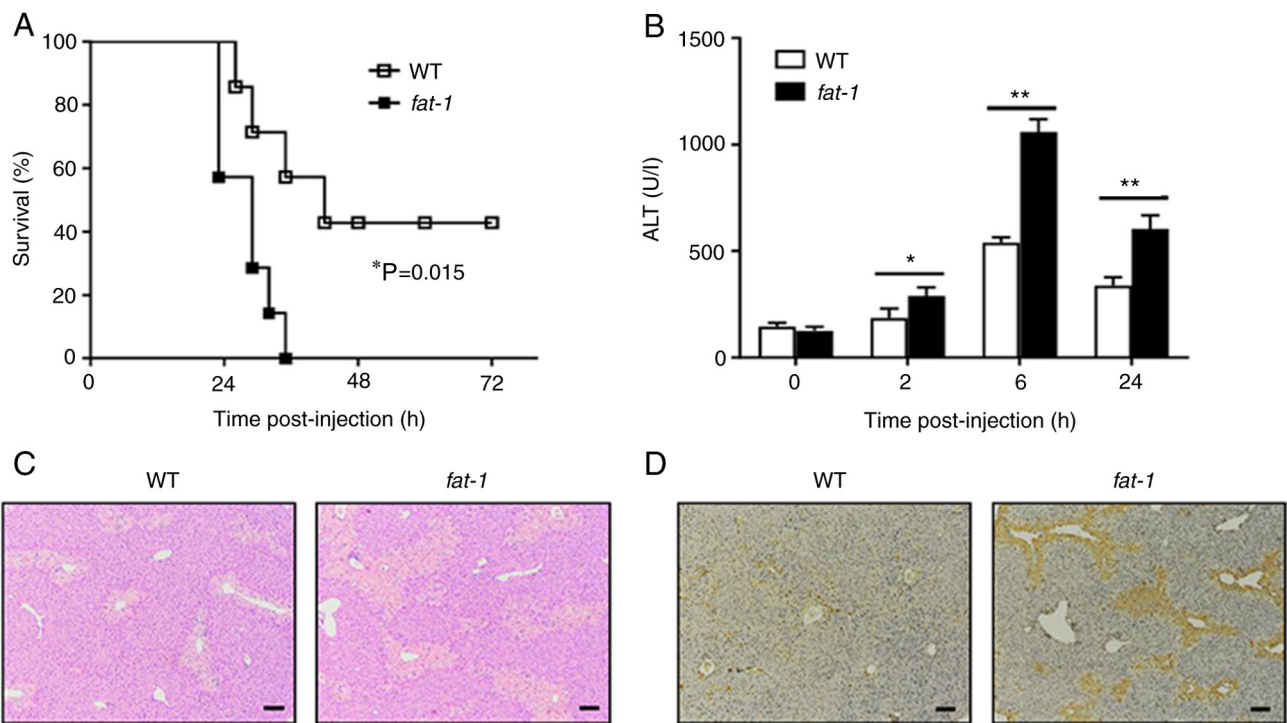 A
100
80
60
40
20
0
Survival (%)
WT
fat-1
*P=0.015
0 24 48 72
Time post-injection (h)
B
1500
1000
500
0
ALT (U/l)
WT
fat-1
*
**
**
0 2 6 24
Time post-injection (h)
C
WT fat-1
D
WT fat-1